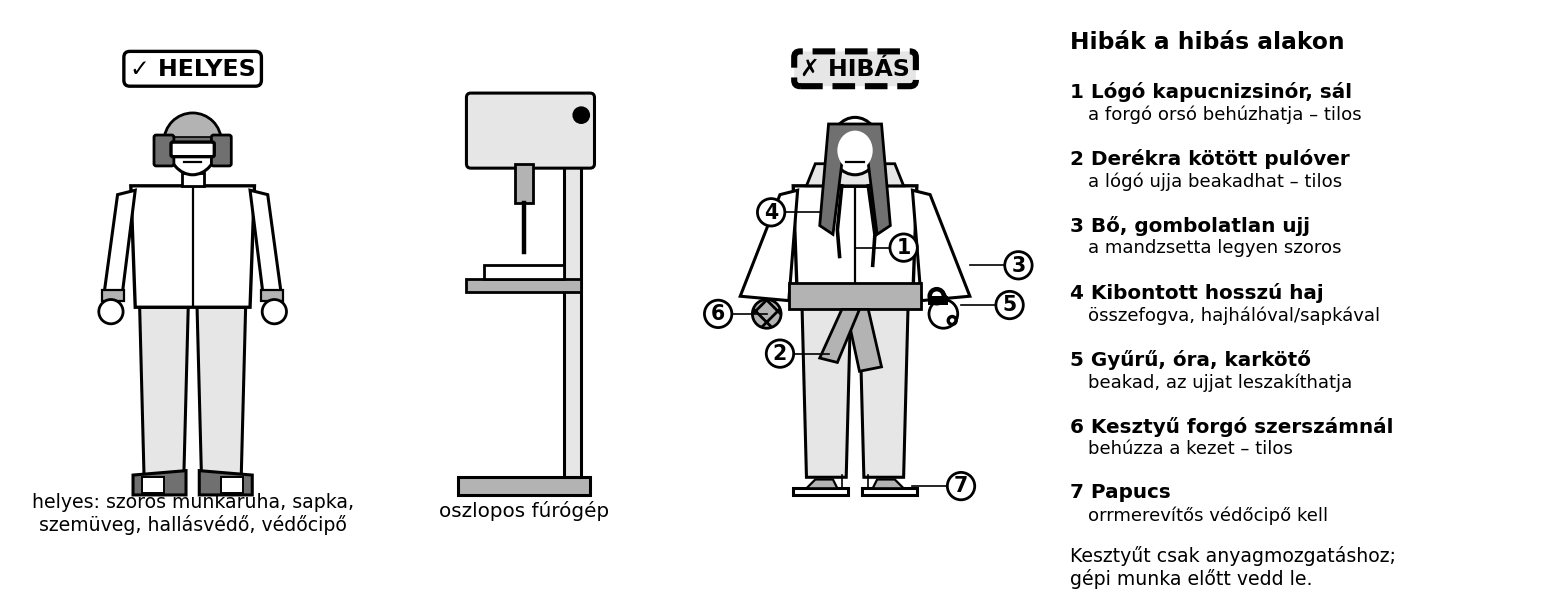 ✓ HELYES
helyes: szoros munkaruha, sapka,
szemüveg, hallásvédő, védőcipő
oszlopos fúrógép
✗ HIBÁS
4
1
3
6
5
2
7
Hibák a hibás alakon
1 Lógó kapucnizsinór, sál
a forgó orsó behúzhatja – tilos
2 Derékra kötött pulóver
a lógó ujja beakadhat – tilos
3 Bő, gombolatlan ujj
a mandzsetta legyen szoros
4 Kibontott hosszú haj
összefogva, hajhálóval/sapkával
5 Gyűrű, óra, karkötő
beakad, az ujjat leszakíthatja
6 Kesztyű forgó szerszámnál
behúzza a kezet – tilos
7 Papucs
orrmerevítős védőcipő kell
Kesztyűt csak anyagmozgatáshoz;
gépi munka előtt vedd le.